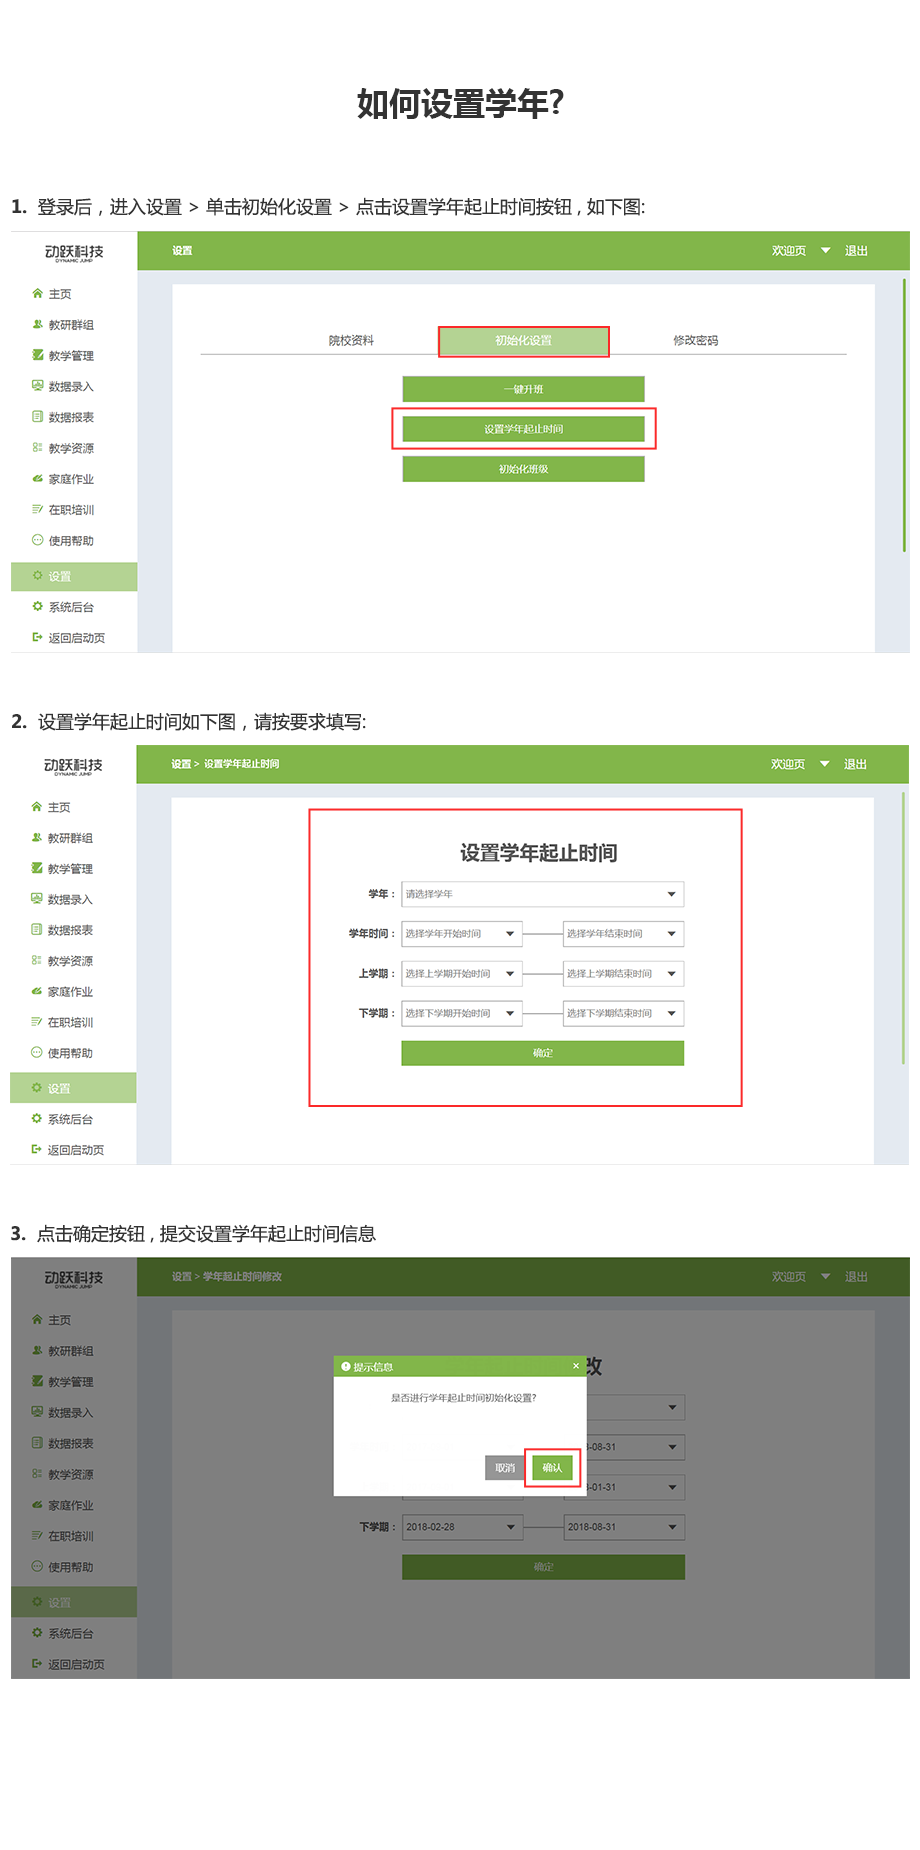 如何设置学年?
1. 登录后，进入设置 > 单击初始化设置 > 点击设置学年起止时间按钮，如下图:
动跃科技
DYNAMIC JUMP
设置
欢迎页
退出
主页
教研群组
教学管理
数据录入
数据报表
教学资源
家庭作业
在职培训
使用帮助
设置
系统后台
返回启动页
院校资料
初始化设置
修改密码
一键升班
设置学年起止时间
初始化班级
2. 设置学年起止时间如下图，请按要求填写:
动跃科技
DYNAMIC JUMP
设置 > 设置学年起止时间
欢迎页
退出
主页
教研群组
教学管理
数据录入
数据报表
教学资源
家庭作业
在职培训
使用帮助
设置
系统后台
返回启动页
设置学年起止时间
学年： 请选择学年
学年时间： 选择学年开始时间 选择学年结束时间
上学期： 选择上学期开始时间 选择上学期结束时间
下学期： 选择下学期开始时间 选择下学期结束时间
确定
3. 点击确定按钮，提交设置学年起止时间信息
动跃科技
DYNAMIC JUMP
设置 > 学年起止时间修改
欢迎页
退出
主页
教研群组
教学管理
数据录入
数据报表
教学资源
家庭作业
在职培训
使用帮助
设置
系统后台
返回启动页
改
提示信息
×
是否进行学年起止时间初始化设置?
取消
确认
-08-31
-01-31
下学期： 2018-02-28 2018-08-31
确定